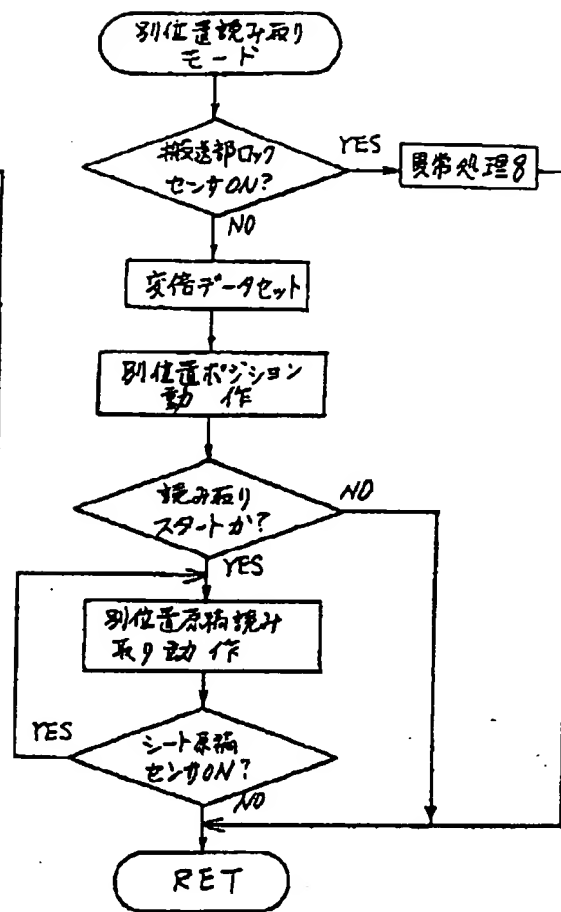 別位置読み取り
モード
搬送部ロック
センサON?
YES
異常処理8
NO
変倍データセット
別位置ポジション
動作
読み取り
スタートか?
NO
YES
別位置原稿読み
取り動作
YES
シート原稿
センサON?
NO
RET